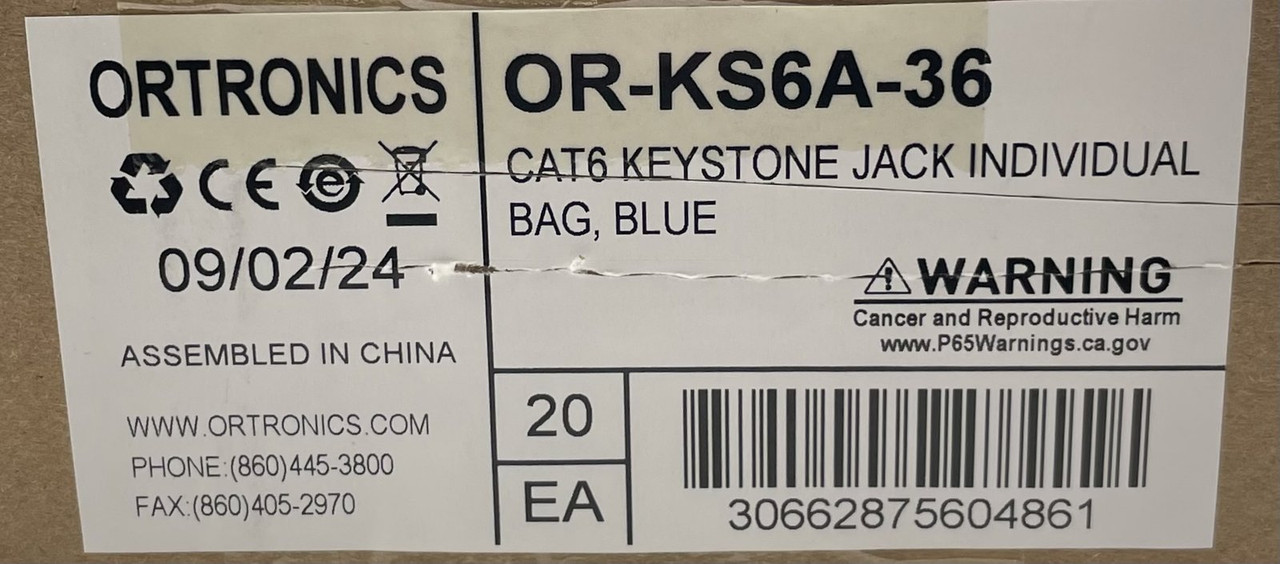 ORTRONICS
CE
e
09/02/24
ASSEMBLED IN CHINA
WWW.ORTRONICS.COM
PHONE:(860)445-3800
FAX:(860)405-2970
OR-KS6A-36
CAT6 KEYSTONE JACK INDIVIDUAL
BAG, BLUE
WARNING
Cancer and Reproductive Harm
www.P65Warnings.ca.gov
20
EA
30662875604861